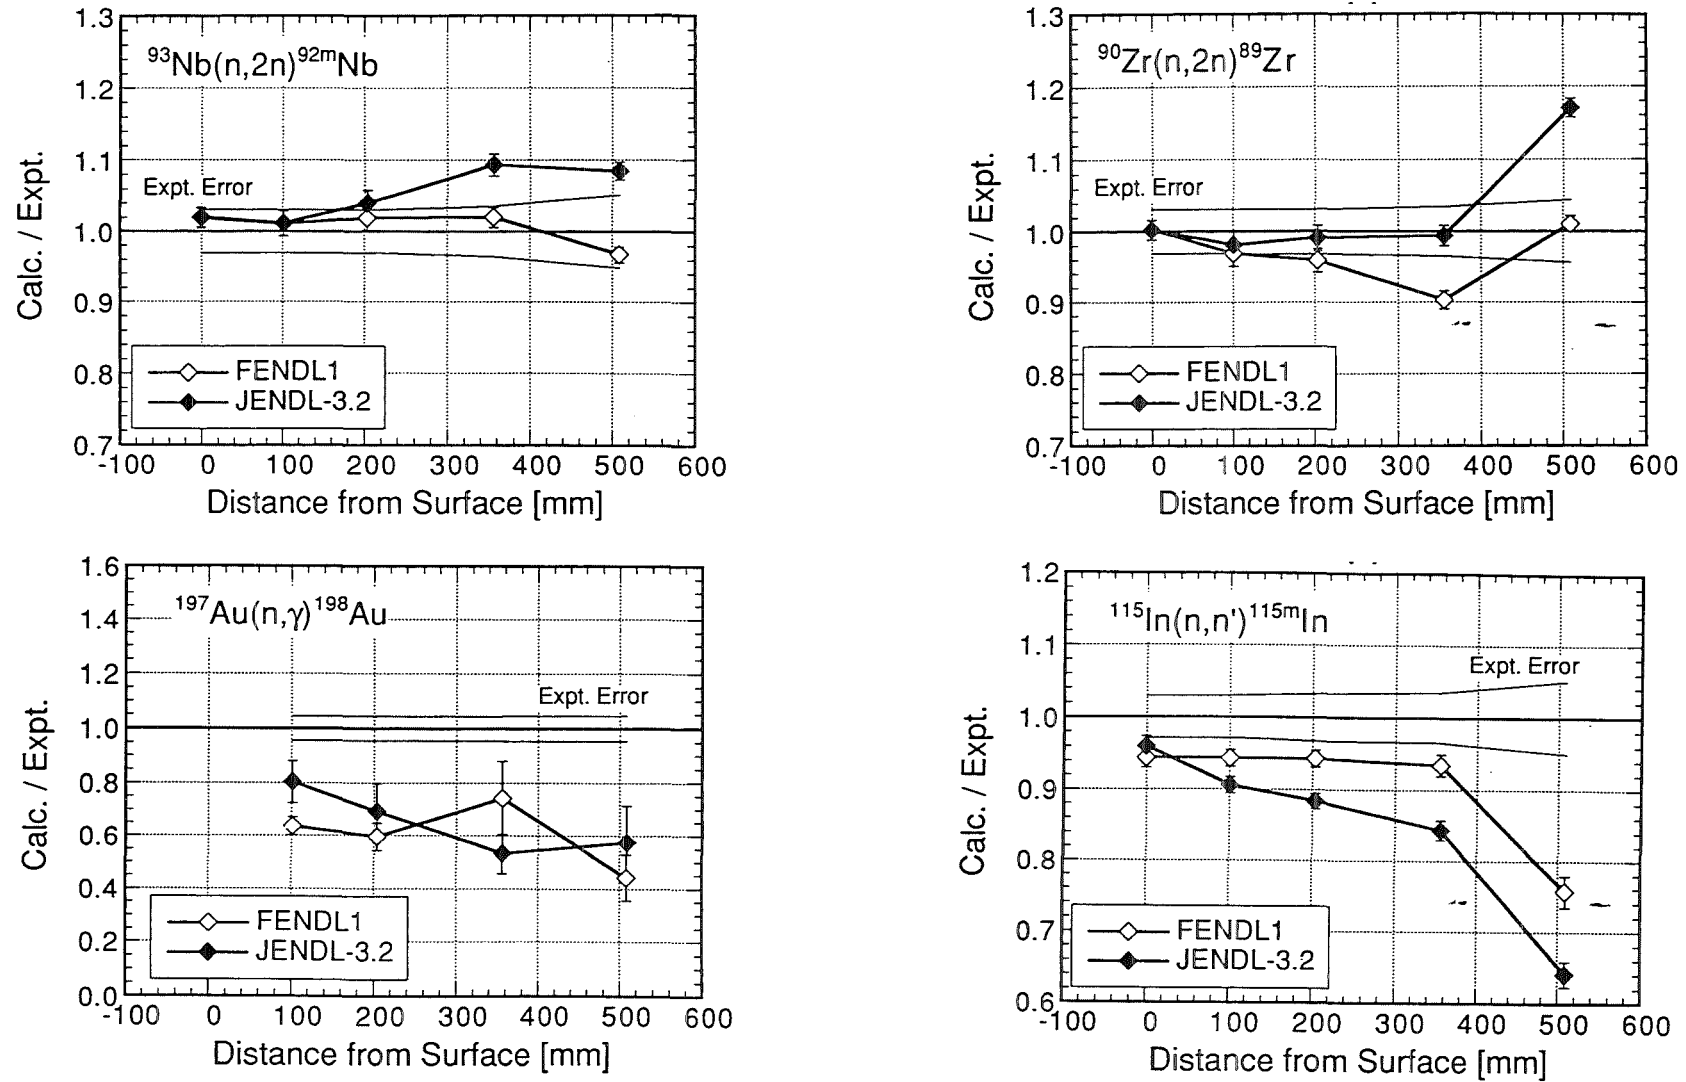 1.3
⁹³Nb(n,2n)⁹²ᵐNb
1.2
1.1
Expt. Error
1.0
0.9
0.8
0.7
Calc. / Expt.
FENDL1
JENDL-3.2
-100 0 100 200 300 400 500 600
Distance from Surface [mm]
1.3
⁹⁰Zr(n,2n)⁸⁹Zr
1.2
1.1
Expt. Error
1.0
0.9
0.8
0.7
Calc. / Expt.
FENDL1
JENDL-3.2
-100 0 100 200 300 400 500 600
Distance from Surface [mm]
1.6
¹⁹⁷Au(n,γ)¹⁹⁸Au
1.4
1.2
Expt. Error
1.0
0.8
0.6
0.4
0.2
0.0
Calc. / Expt.
FENDL1
JENDL-3.2
-100 0 100 200 300 400 500 600
Distance from Surface [mm]
1.2
¹¹⁵In(n,n')¹¹⁵ᵐIn
1.1
Expt. Error
1.0
0.9
0.8
0.7
0.6
Calc. / Expt.
FENDL1
JENDL-3.2
-100 0 100 200 300 400 500 600
Distance from Surface [mm]